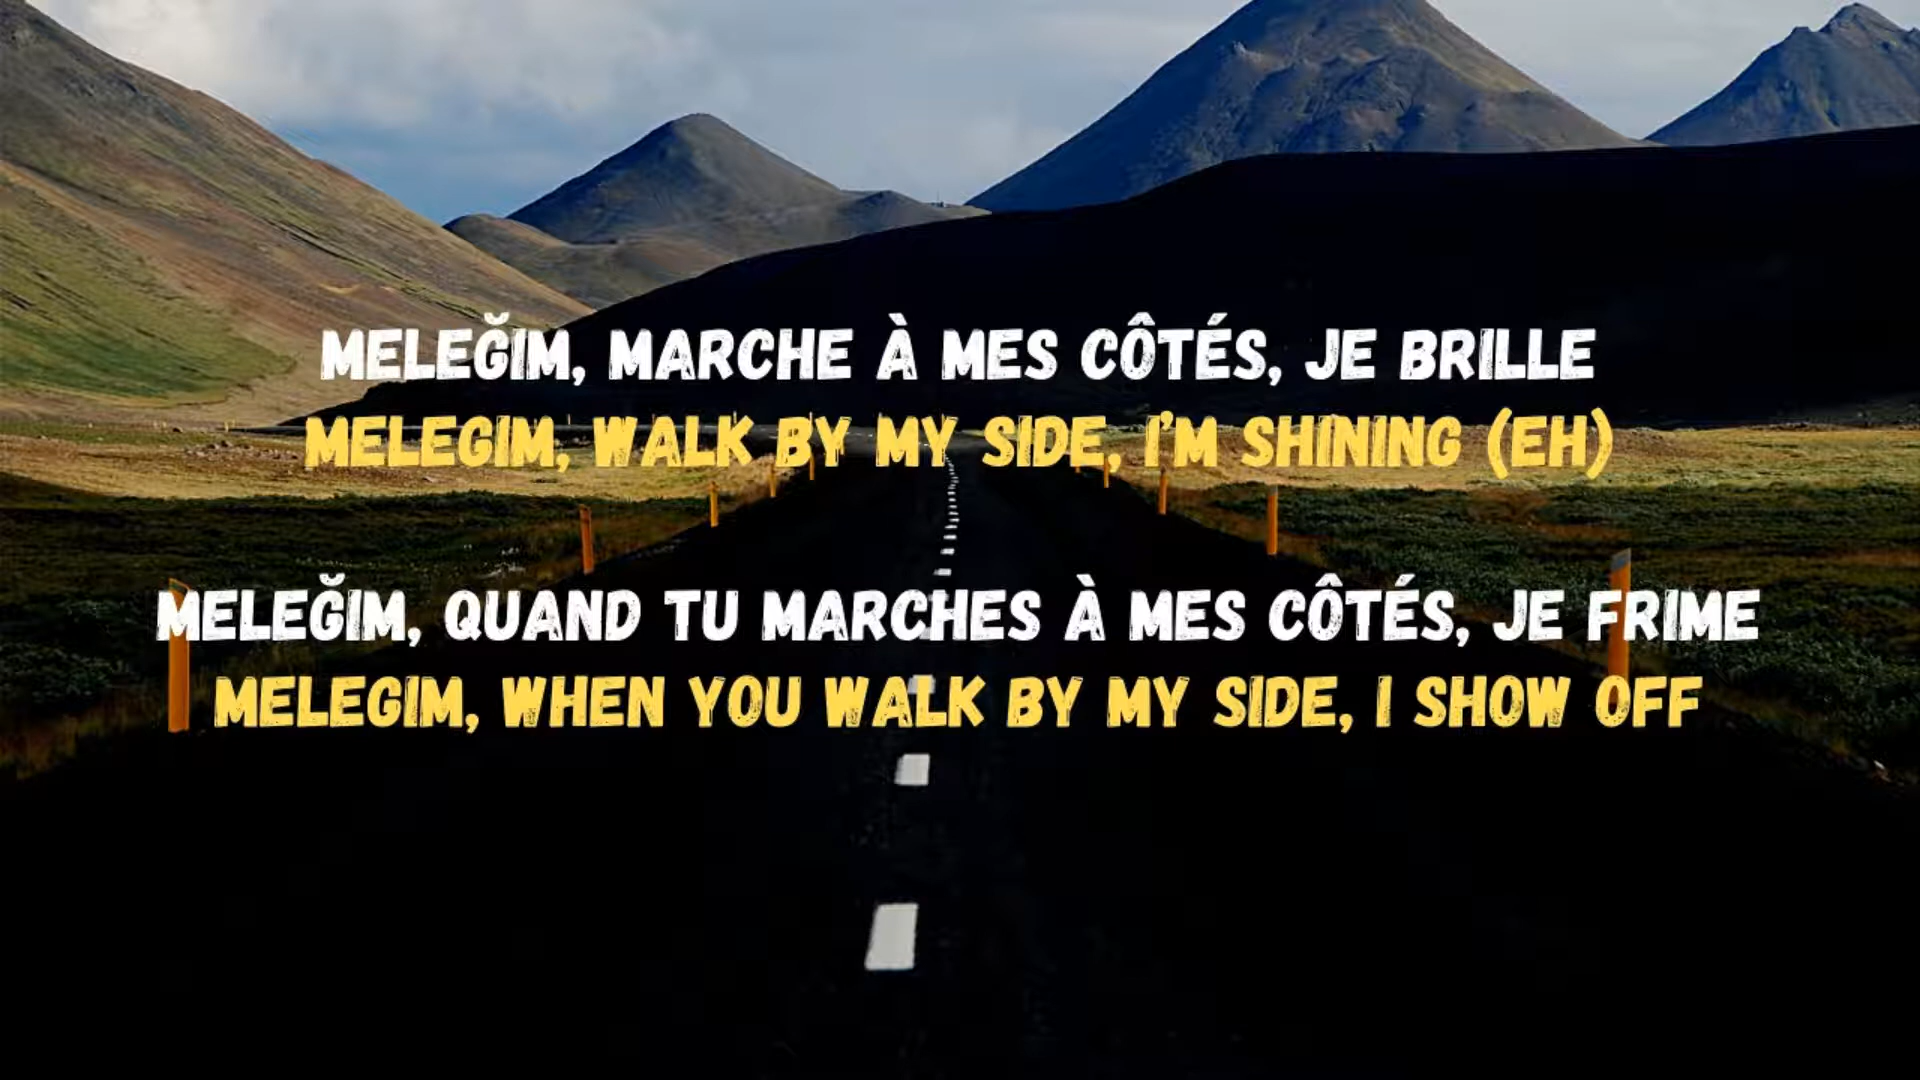 MELEĞIM, MARCHE À MES CÔTÉS, JE BRILLE
MELEGIM, WALK BY MY SIDE, I'M SHINING (EH)
MELEĞIM, QUAND TU MARCHES À MES CÔTÉS, JE FRIME
MELEGIM, WHEN YOU WALK BY MY SIDE, I SHOW OFF